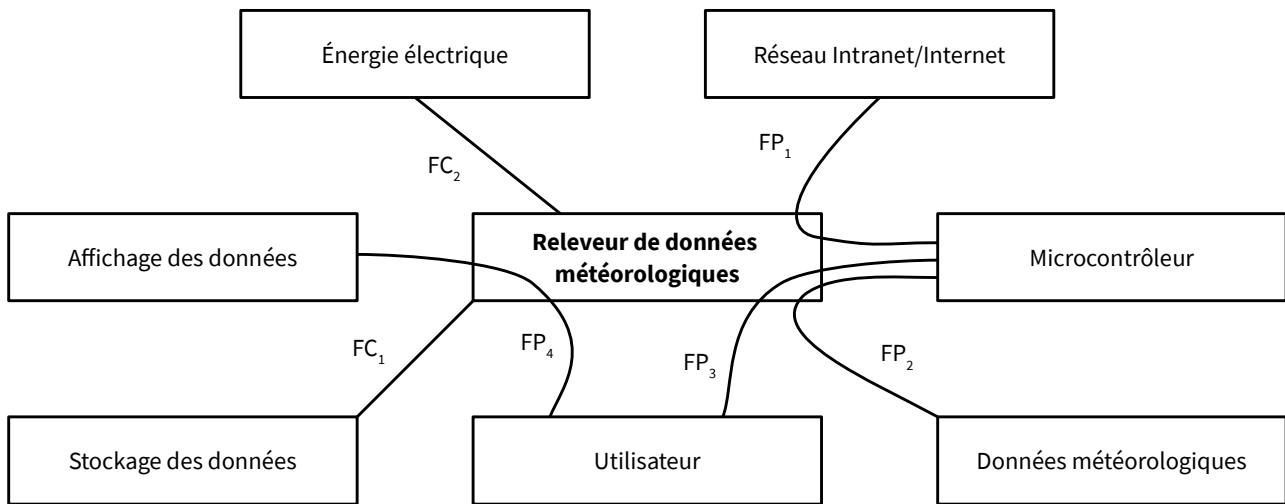 Énergie électrique
Réseau Intranet/Internet
FP₁
FC₂
Affichage des données
Releveur de données
météorologiques
Microcontrôleur
FC₁
FP₄
FP₃
FP₂
Stockage des données
Utilisateur
Données météorologiques